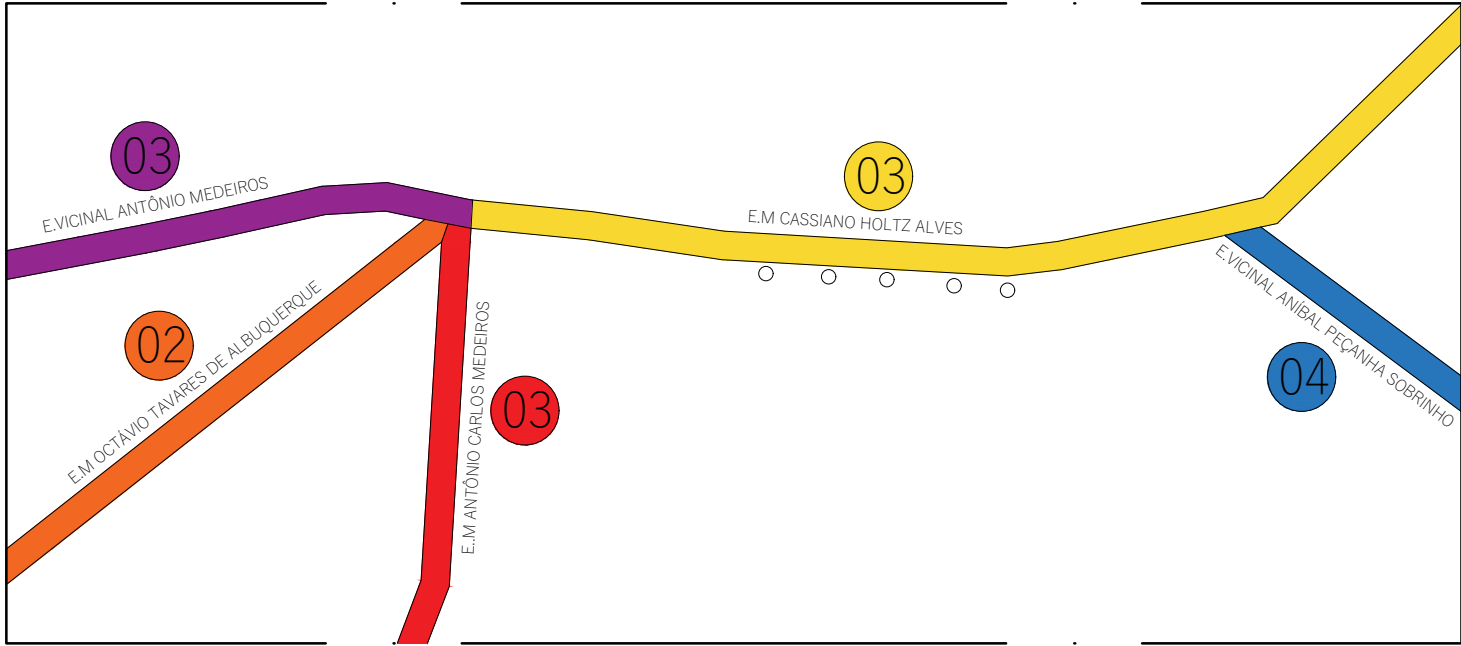 03
E.VICINAL ANTÔNIO MEDEIROS
03
E.M CASSIANO HOLTZ ALVES
02
E.M OCTÁVIO TAVARES DE ALBUQUERQUE
03
E.M ANTÔNIO CARLOS MEDEIROS
E.VICINAL ANÍBAL PEÇANHA SOBRINHO
04